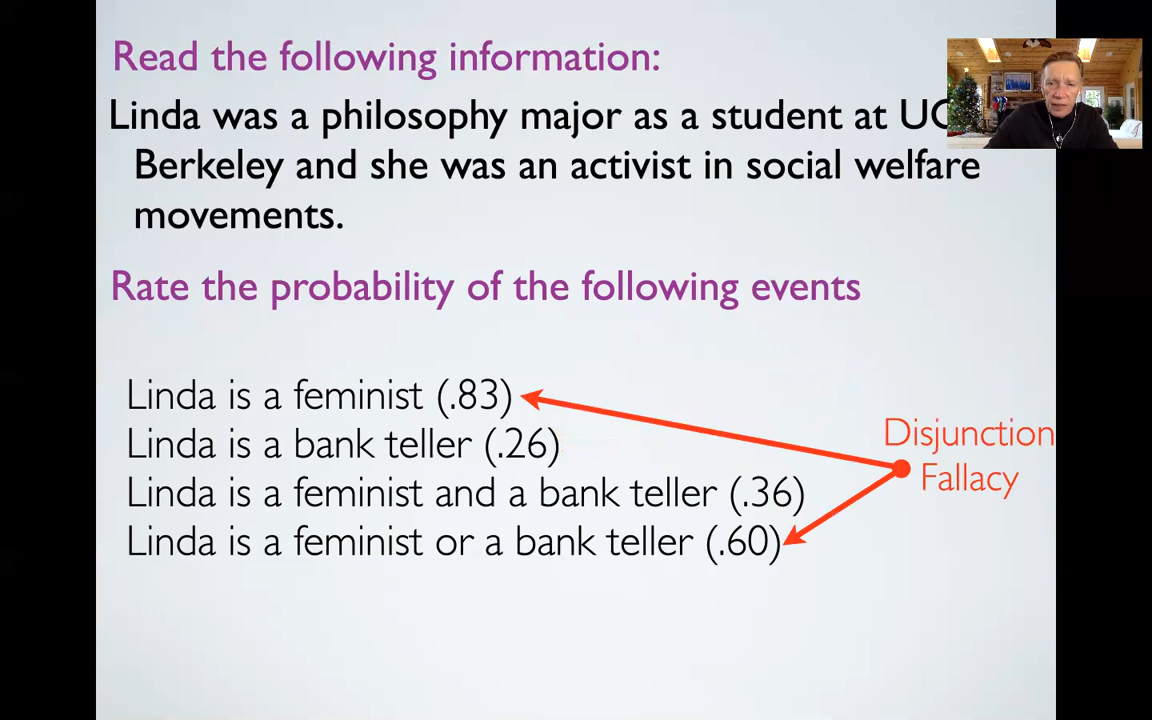 Read the following information:
Linda was a philosophy major as a student at UC
Berkeley and she was an activist in social welfare
movements.
Rate the probability of the following events
Linda is a feminist (.83)
Linda is a bank teller (.26)
Linda is a feminist and a bank teller (.36)
Linda is a feminist or a bank teller (.60)
Disjunction
Fallacy